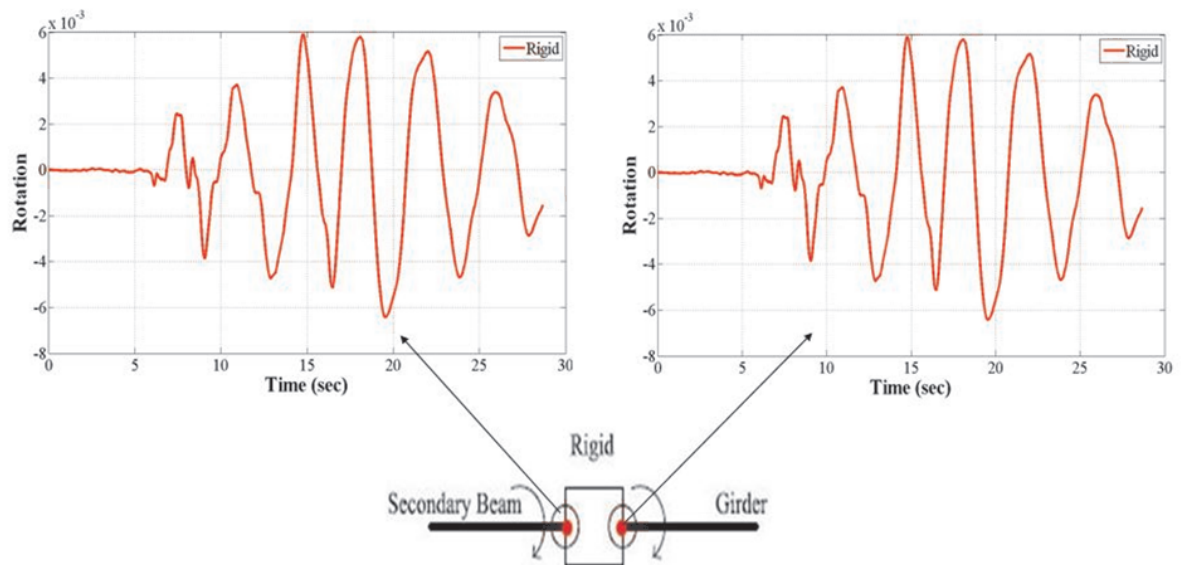 6 x 10⁻³
Rigid
4
2
0
-2
-4
-6
-8
Rotation
0 5 10 15 20 25 30
Time (sec)
6 x 10⁻³
Rigid
4
2
0
-2
-4
-6
-8
Rotation
0 5 10 15 20 25 30
Time (sec)
Rigid
Secondary Beam
Girder